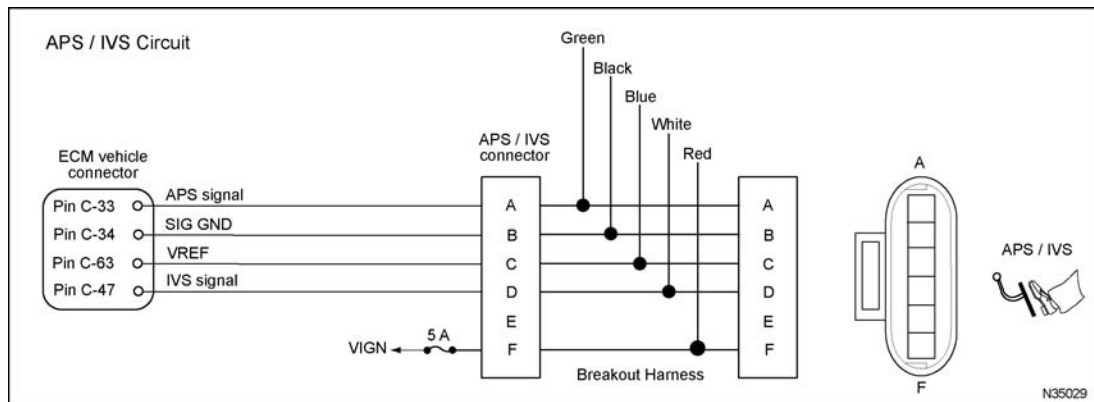 APS / IVS Circuit
Green
Black
Blue
White
Red
ECM vehicle
connector
APS / IVS
connector
Pin C-33 APS signal A A
Pin C-34 SIG GND B B
Pin C-63 VREF C C
Pin C-47 IVS signal D D
E E
VIGN 5 A F F
Breakout Harness
A
APS / IVS
F
N35029